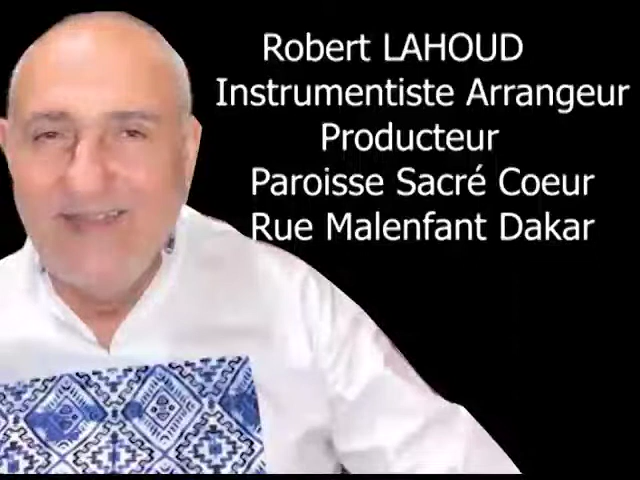 Robert LAHOUD
Instrumentiste Arrangeur
Producteur
Paroisse Sacré Coeur
Rue Malenfant Dakar